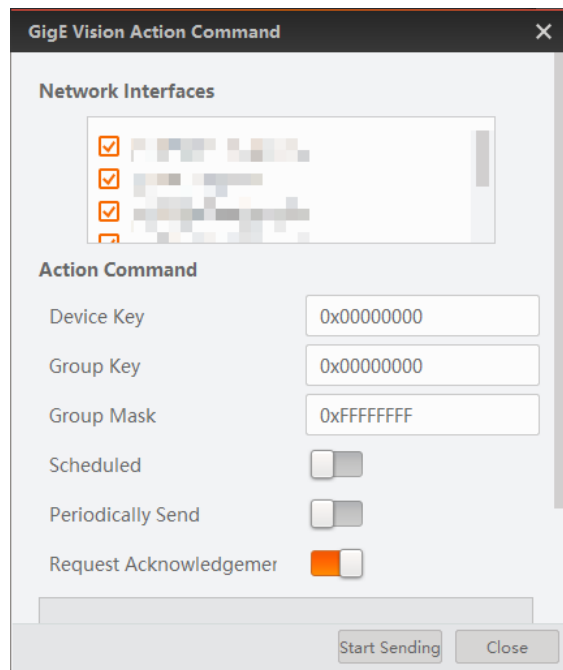 GigE Vision Action Command
Network Interfaces
Action Command
Device Key 0x00000000
Group Key 0x00000000
Group Mask 0xFFFFFFFF
Scheduled
Periodically Send
Request Acknowledgemer
Start Sending Close